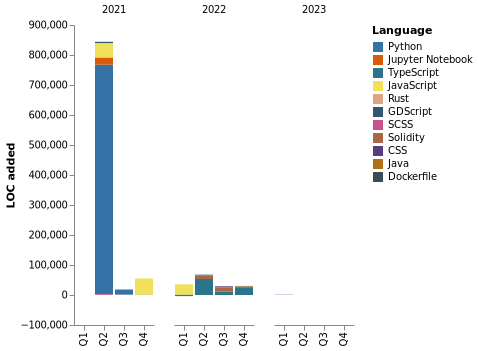 2021 2022 2023
900,000
800,000
700,000
600,000
500,000
400,000
300,000
200,000
100,000
0
−100,000
LOC added
Q1 Q2 Q3 Q4 Q1 Q2 Q3 Q4 Q1 Q2 Q3 Q4
Language
Python
Jupyter Notebook
TypeScript
JavaScript
Rust
GDScript
SCSS
Solidity
CSS
Java
Dockerfile